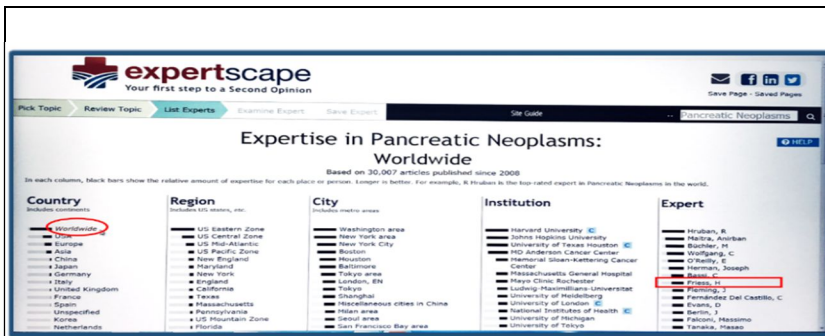 expertscape
Your first step to a Second Opinion
Save Page - Saved Pages
Pick Topic
Review Topic
List Experts
Examine Expert
Save Expert
Site Guide
Pancreatic Neoplasms
Expertise in Pancreatic Neoplasms:
HELP
Worldwide
Based on 30,007 articles published since 2008
In each column, black bars show the relative amount of expertise for each place or person. Longer is better. For example, R Hruban is the top-rated expert in Pancreatic Neoplasms in the world.
Country
Includes continents
Worldwide
USA
Europe
Asia
China
Japan
Germany
Italy
United Kingdom
France
Spain
Unspecified
Korea
Netherlands
Region
Includes US states, etc.
US Eastern Zone
US Central Zone
US Mid-Atlantic
US Pacific Zone
New England
Maryland
New York
England
California
Texas
Massachusetts
Pennsylvania
US Mountain Zone
Florida
City
Includes metro areas
Washington area
New York area
New York City
Boston
Houston
Baltimore
Tokyo area
London, EN
Tokyo
Shanghai
Miscellaneous cities in China
Milan area
Seoul area
San Francisco Bay area
Institution
Harvard University C
Johns Hopkins University
University of Texas Houston C
MD Anderson Cancer Center
Memorial Sloan-Kettering Cancer
Center
Massachusetts General Hospital
Mayo Clinic Rochester
Ludwig-Maximilians-Universitat
University of Heidelberg
University of London C
National Institutes of Health C
University of Michigan
University of Tokyo
Expert
Hruban, R
Maitra, Anirban
Büchler, M
Wolfgang, C
O'Reilly, E
Herman, Joseph
Bassi, C
Friess, H
Fleming, J
Fernández Del Castillo, C
Evans, D
Berlin, J
Falconi, Massimo
Tanaka, Masao